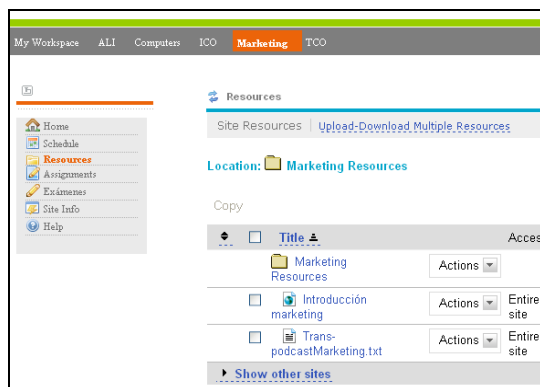 My Workspace ALI Computers ICO Marketing TCO
Resources
Site Resources | Upload-Download Multiple Resources
Home
Schedule
Resources
Assignments
Exámenes
Site Info
Help
Location: Marketing Resources
Copy
Title Acces
Marketing
Resources
Actions
Introducción
marketing
Actions
Entire
site
Trans-
podcastMarketing.txt
Actions
Entire
site
Show other sites